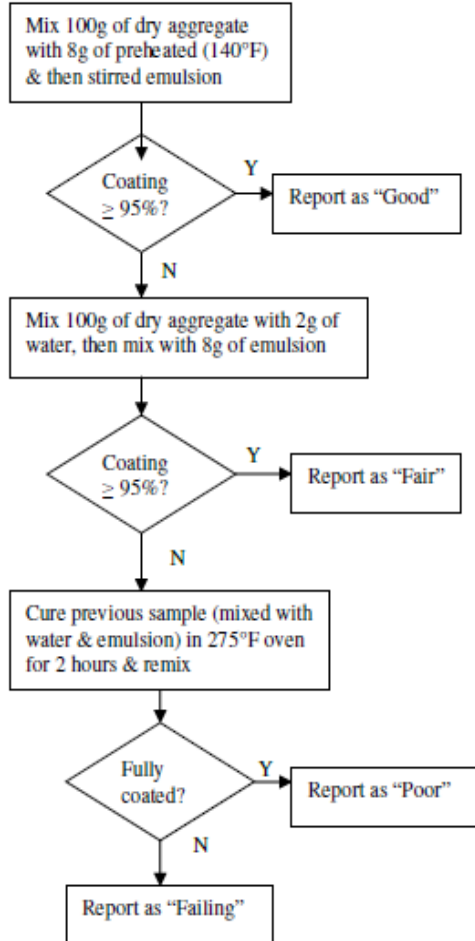 Mix 100g of dry aggregate
with 8g of preheated (140°F)
& then stirred emulsion
Coating
≥ 95%?
Y
Report as “Good”
N
Mix 100g of dry aggregate with 2g of
water, then mix with 8g of emulsion
Coating
≥ 95%?
Y
Report as “Fair”
N
Cure previous sample (mixed with
water & emulsion) in 275°F oven
for 2 hours & remix
Fully
coated?
Y
Report as “Poor”
N
Report as “Failing”